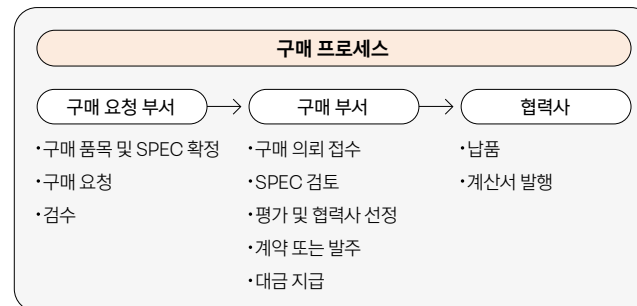 구매 프로세스
구매 요청 부서
구매 부서
협력사
·구매 품목 및 SPEC 확정
·구매 요청
·검수
·구매 의뢰 접수
·SPEC 검토
·평가 및 협력사 선정
·계약 또는 발주
·대금 지급
·납품
·계산서 발행